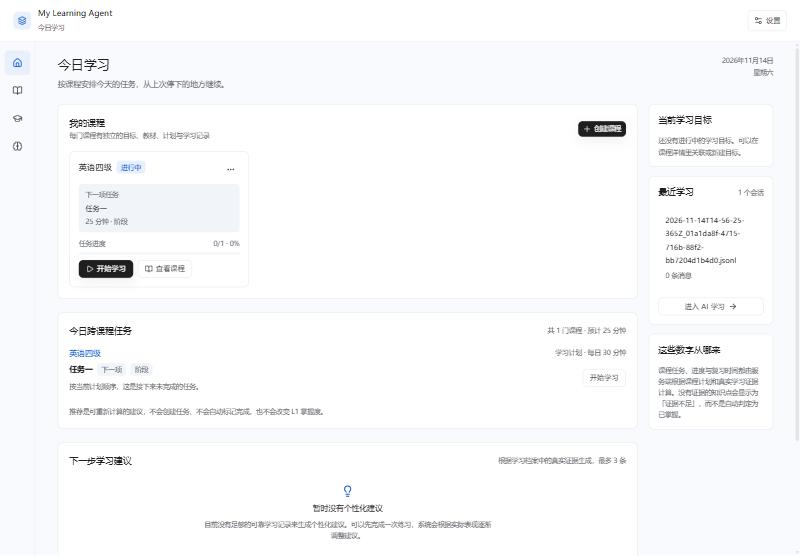 My Learning Agent
今日学习
设置
今日学习
按课程安排今天的任务，从上次停下的地方继续。
2026年11月14日
星期六
我的课程
每门课程有独立的目标、教材、计划与学习记录
+ 创建课程
英语四级 进行中 ...
下一项任务
任务一
25 分钟 · 阶段
任务进度 0/1 · 0%
开始学习 查看课程
当前学习目标
还没有进行中的学习目标。可以在
课程详情里关联或新建目标。
最近学习 1 个会话
2026-11-14T14-56-25-
365Z_01a1da8f-4715-
716b-88f2-
bb7204d1b4d0.jsonl
0 条消息
进入 AI 学习 →
今日跨课程任务 共 1 门课程 · 预计 25 分钟
英语四级 学习计划 · 每日 30 分钟
任务一 下一项 阶段
按当前计划顺序，这是接下来未完成的任务。
开始学习
推荐是可重新计算的建议，不会创建任务、不会自动标记完成，也不会改变 L1 掌握度。
这些数字从哪来
课程任务、进度与复习时间都由服
务端根据课程计划和真实学习证据
计算。没有证据的知识点会显示为
「证据不足」，而不是自动判定为
已掌握。
下一步学习建议 根据学习档案中的真实证据生成，最多 3 条
暂时没有个性化建议
目前没有足够的可靠学习记录来生成个性化建议。可以先完成一次练习，系统会根据实际表现逐渐
调整建议。